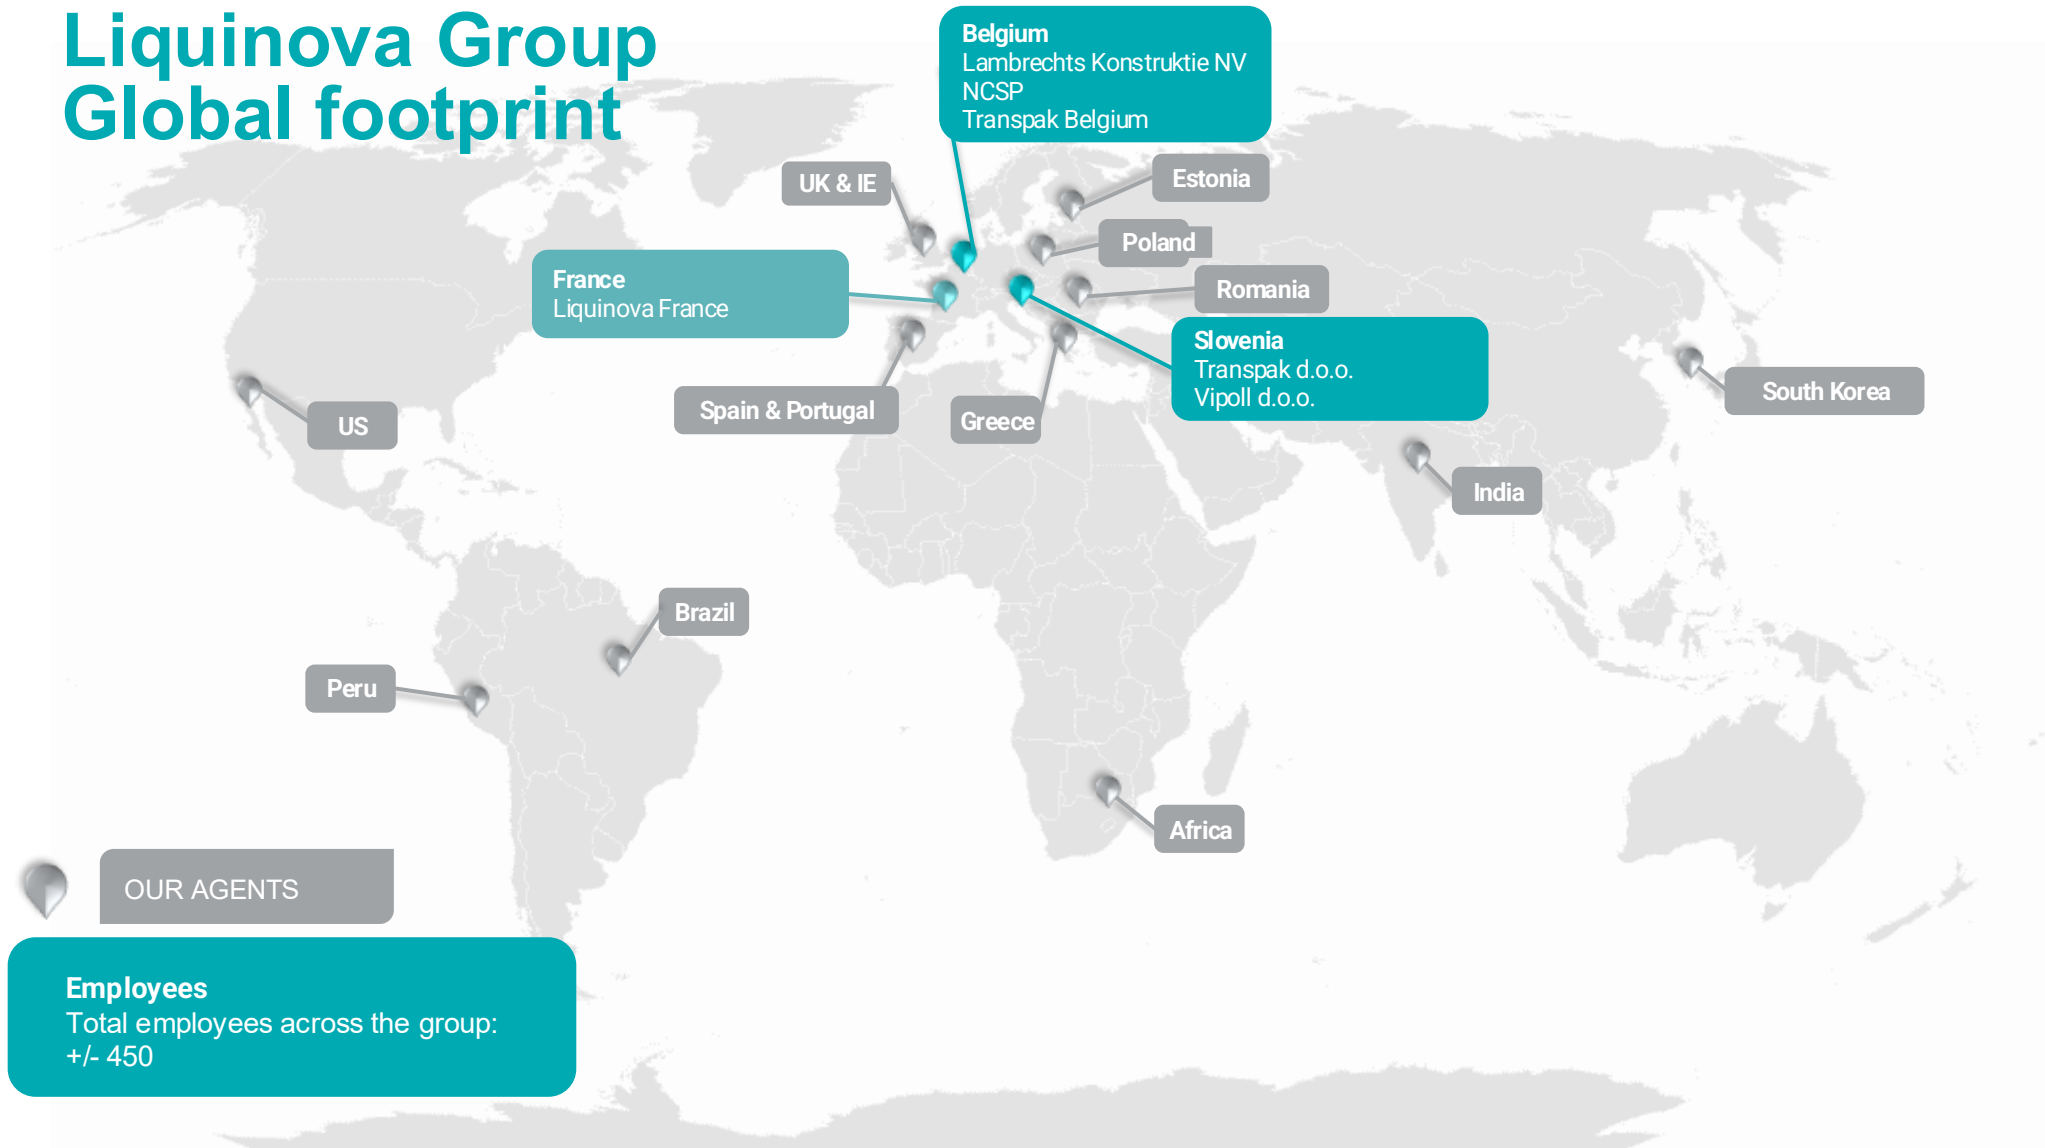 Liquinova Group
Global footprint
Belgium
Lambrechts Konstruktie NV
NCSP
Transpak Belgium
UK & IE
Estonia
Poland
France
Liquinova France
Romania
Slovenia
Transpak d.o.o.
Vipoll d.o.o.
South Korea
Spain & Portugal
Greece
US
India
Brazil
Peru
Africa
OUR AGENTS
Employees
Total employees across the group:
+/- 450